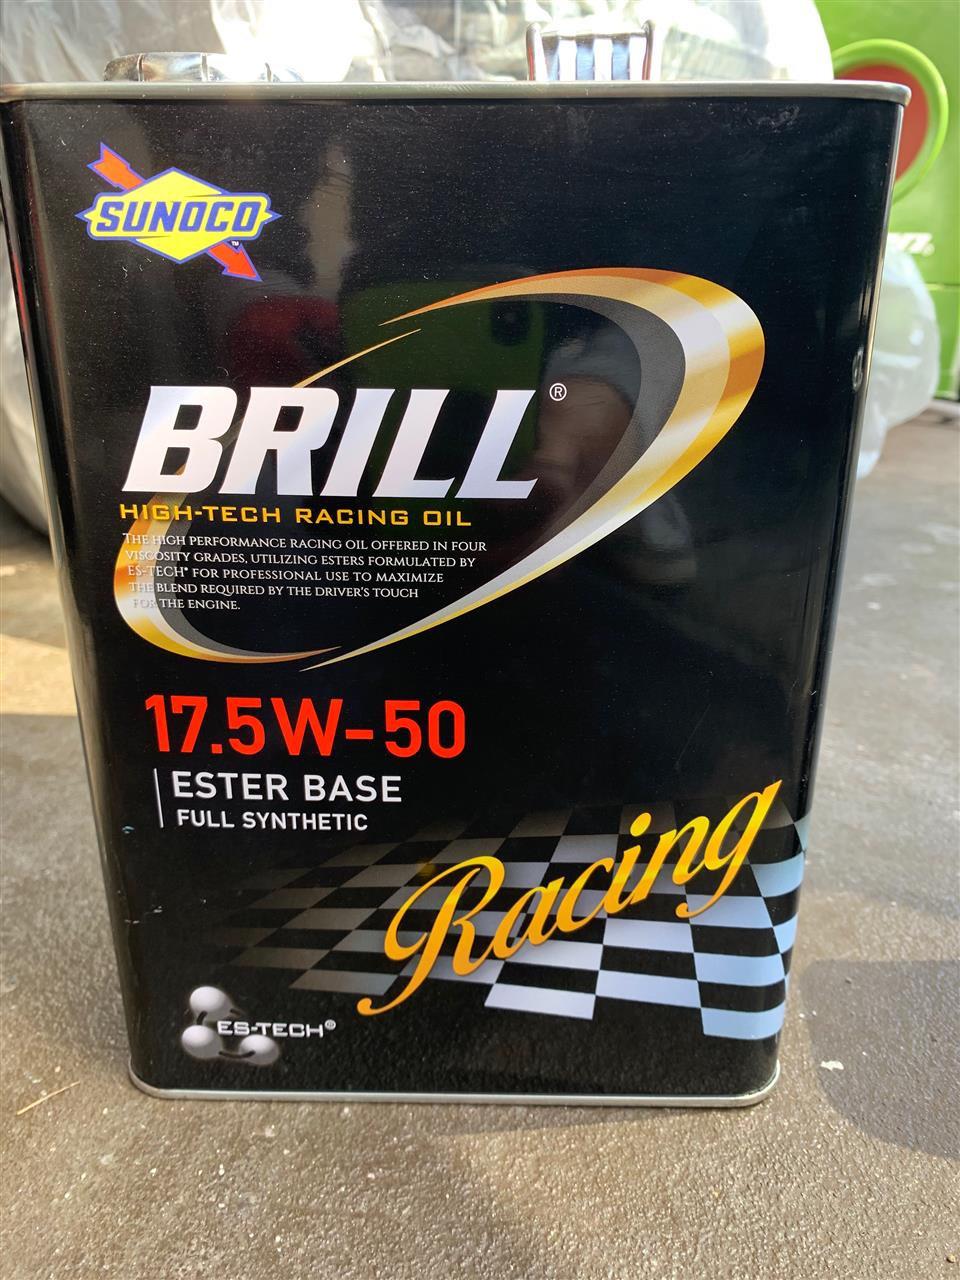 SUNOCO
TM
BRILL®
HIGH-TECH RACING OIL
THE HIGH PERFORMANCE RACING OIL OFFERED IN FOUR
VISCOSITY GRADES, UTILIZING ESTERS FORMULATED BY
ES-TECH® FOR PROFESSIONAL USE TO MAXIMIZE
THE BLEND REQUIRED BY THE DRIVER'S TOUCH
FOR THE ENGINE.
17.5W-50
ESTER BASE
FULL SYNTHETIC
Racing
ES-TECH®